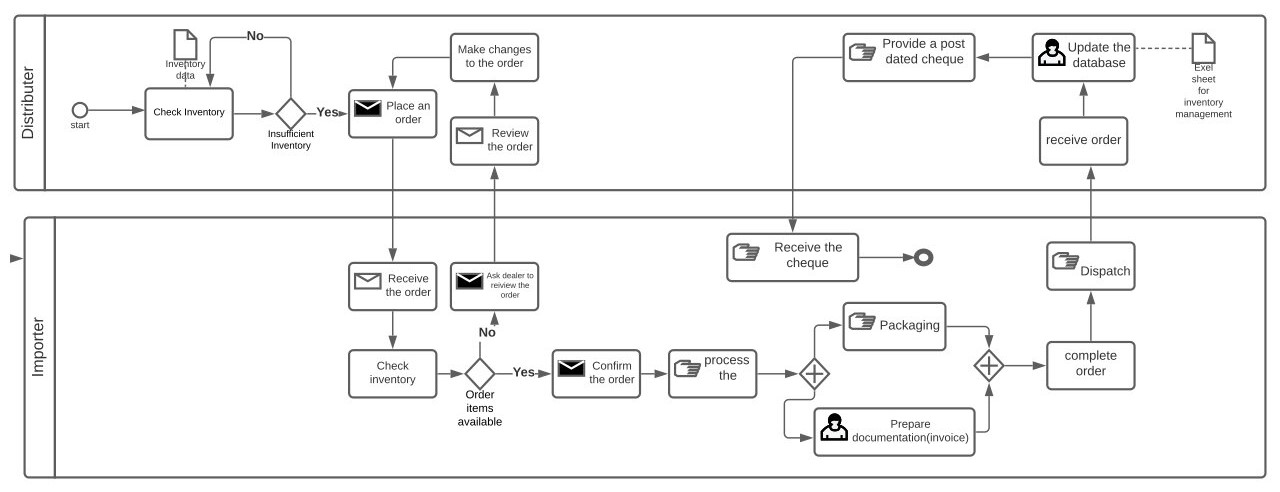 Distributer
start
Inventory
data
Check Inventory
No
Insufficient
Inventory
Yes
Place an
order
Make changes
to the order
Review
the order
Provide a post
dated cheque
Update the
database
Exel
sheet
for
inventory
management
receive order
Importer
Receive
the order
Ask dealer to
reiview the
order
Check
inventory
No
Order
items
available
Yes
Confirm
the order
process
the
Receive the
cheque
Packaging
Prepare
documentation(invoice)
complete
order
Dispatch